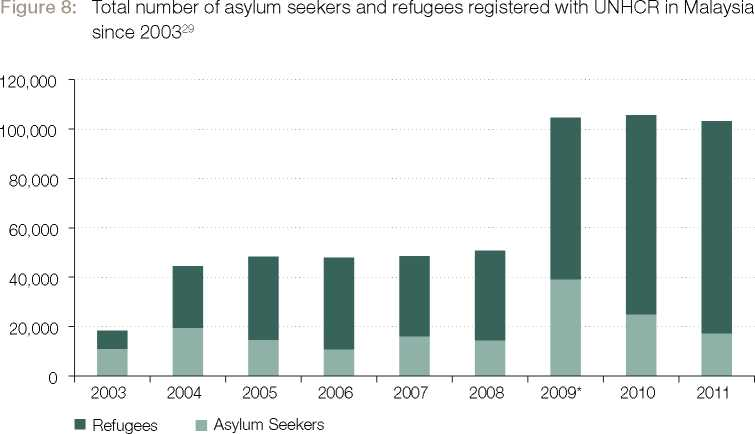 Figure 8: Total number of asylum seekers and refugees registered with UNHCR in Malaysia
since 2003²⁹
120,000
100,000
80,000
60,000
40,000
20,000
0
2003 2004 2005 2006 2007 2008 2009* 2010 2011
Refugees Asylum Seekers